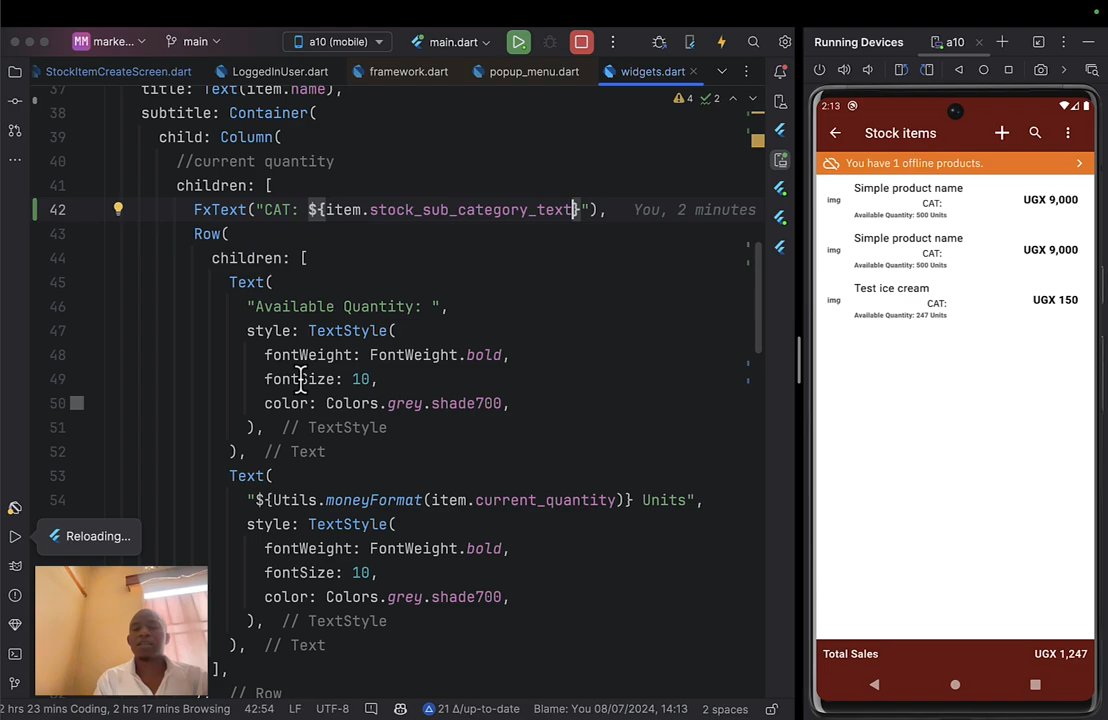 MM marke...
main
a10 (mobile)
main.dart
Running Devices
a10
StockItemCreateScreen.dart
LoggedInUser.dart
framework.dart
popup_menu.dart
widgets.dart
4
2
37
title: Text(item.name),
38
subtitle: Container(
39
child: Column(
40
//current quantity
41
children: [
42
FxText("CAT: ${item.stock_sub_category_text}"),
You, 2 minutes
43
Row(
44
children: [
45
Text(
46
"Available Quantity: ",
47
style: TextStyle(
48
fontWeight: FontWeight.bold,
49
fontSize: 10,
50
color: Colors.grey.shade700,
51
), // TextStyle
52
), // Text
53
Text(
54
"${Utils.moneyFormat(item.current_quantity)} Units",
style: TextStyle(
fontWeight: FontWeight.bold,
fontSize: 10,
color: Colors.grey.shade700,
), // TextStyle
), // Text
],
// Row
Reloading...
2 hrs 23 mins Coding, 2 hrs 17 mins Browsing
42:54
LF
UTF-8
21 Δ/up-to-date
Blame: You 08/07/2024, 14:13
2 spaces
2:13
Stock items
You have 1 offline products.
img
Simple product name
CAT:
Available Quantity: 500 Units
UGX 9,000
img
Simple product name
CAT:
Available Quantity: 500 Units
UGX 9,000
img
Test ice cream
CAT:
Available Quantity: 247 Units
UGX 150
Total Sales
UGX 1,247